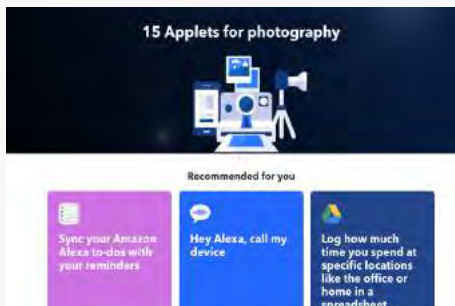 15 Applets for photography
Recommended for you
Sync your Amazon
Alexa to-dos with
your reminders
Hey Alexa, call my
device
Log how much
time you spend at
specific locations
like the office or
home in a
spreadsheet